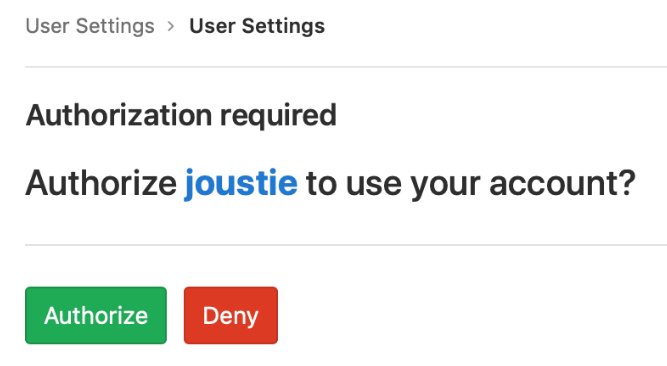 User Settings > User Settings
Authorization required
Authorize joustie to use your account?
Authorize Deny